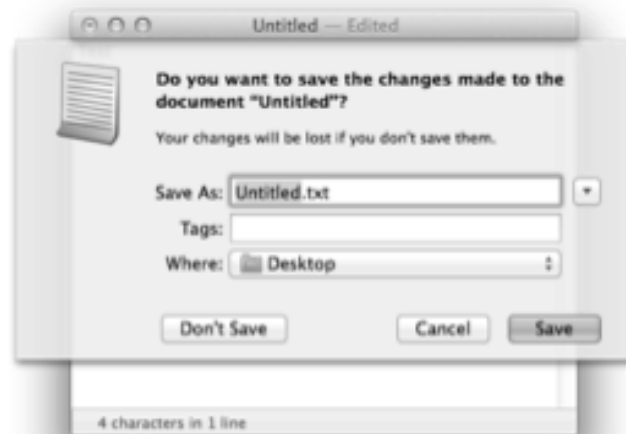 Untitled — Edited
Do you want to save the changes made to the
document “Untitled”?
Your changes will be lost if you don’t save them.
Save As: Untitled.txt
Tags:
Where: Desktop
Don't Save Cancel Save
4 characters in 1 line